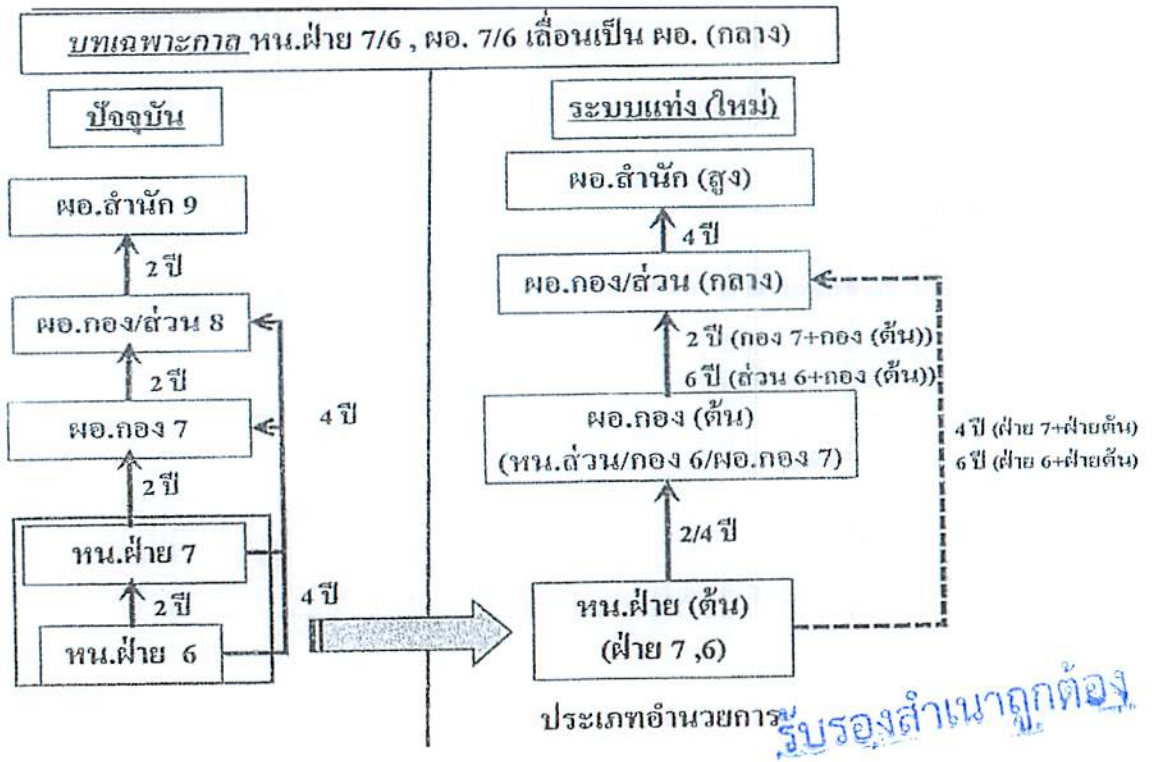 บทเฉพาะกาล หน.ฝ่าย 7/6 , ผอ. 7/6 เลื่อนเป็น ผอ. (กลาง)
ปัจจุบัน
ผอ.สำนัก 9
2 ปี
ผอ.กอง/ส่วน 8
2 ปี
4 ปี
ผอ.กอง 7
2 ปี
หน.ฝ่าย 7
2 ปี
4 ปี
หน.ฝ่าย 6
ระบบแท่ง (ใหม่)
ผอ.สำนัก (สูง)
4 ปี
ผอ.กอง/ส่วน (กลาง)
2 ปี (กอง 7+กอง (ต้น))
6 ปี (ส่วน 6+กอง (ต้น))
ผอ.กอง (ต้น)
(หน.ส่วน/กอง 6/ผอ.กอง 7)
4 ปี (ฝ่าย 7+ฝ่ายต้น)
6 ปี (ฝ่าย 6+ฝ่ายต้น)
2/4 ปี
หน.ฝ่าย (ต้น)
(ฝ่าย 7 ,6)
ประเภทอำนวยการ
รับรองสำเนาถูกต้อง